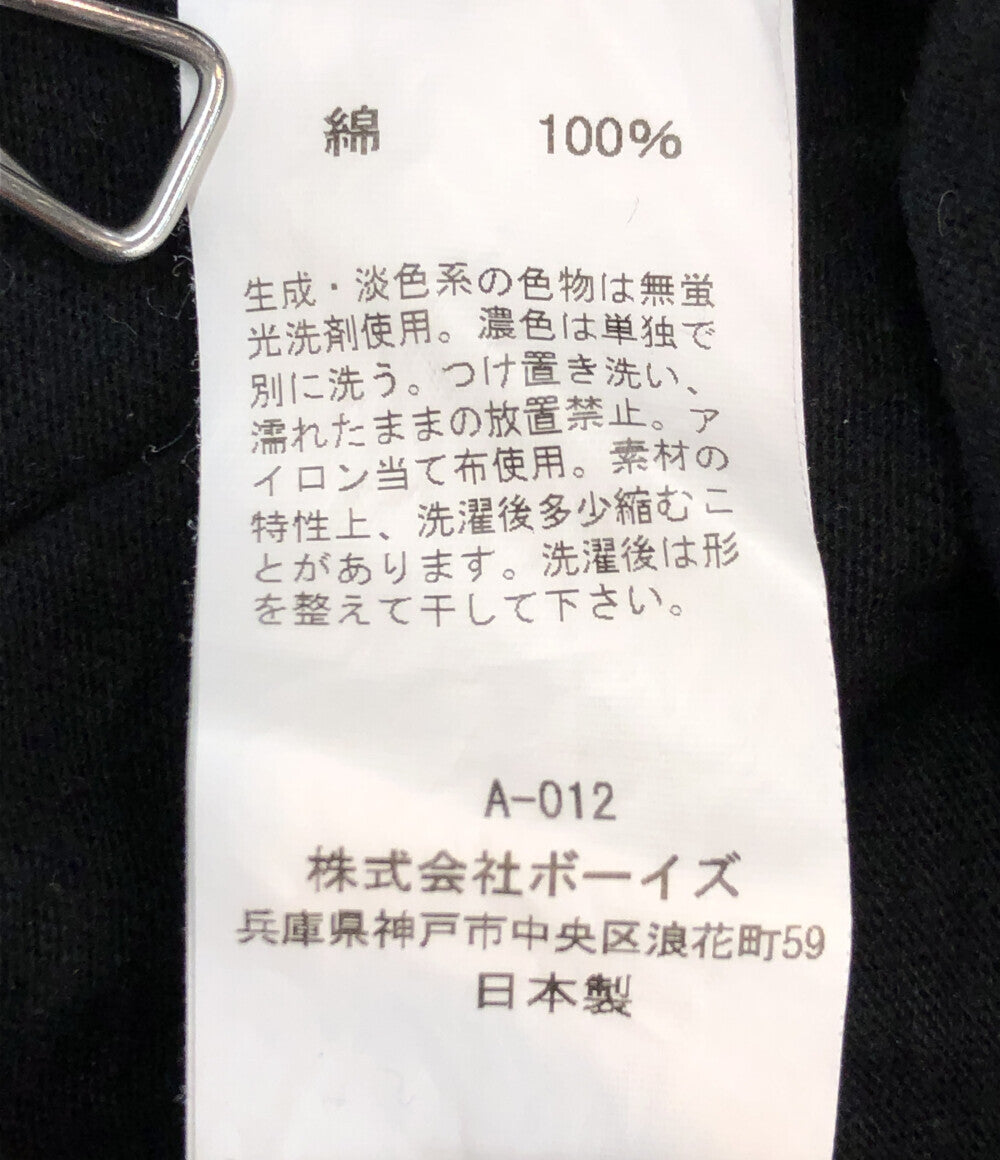 綿 100%
生成・淡色系の色物は無蛍
光洗剤使用。濃色は単独で
別に洗う。つけ置き洗い、
濡れたままの放置禁止。ア
イロン当て布使用。素材の
特性上、洗濯後多少縮むこ
とがあります。洗濯後は形
を整えて干して下さい。
A-012
株式会社ボーイズ
兵庫県神戸市中央区浪花町59
日本製